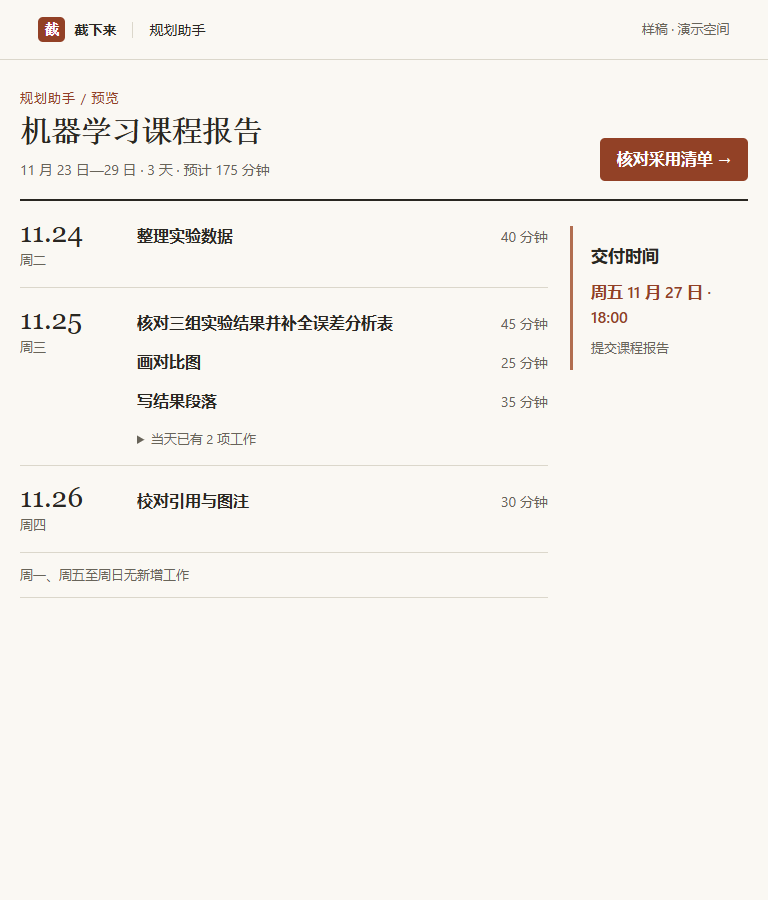 截 截下来 规划助手 样稿 · 演示空间
规划助手 / 预览
机器学习课程报告
11 月 23 日—29 日 · 3 天 · 预计 175 分钟
核对采用清单 →
11.24 整理实验数据 40 分钟
周二
11.25 核对三组实验结果并补全误差分析表 45 分钟
周三
画对比图 25 分钟
写结果段落 35 分钟
▶ 当天已有 2 项工作
11.26 校对引用与图注 30 分钟
周四
周一、周五至周日无新增工作
交付时间
周五 11 月 27 日 ·
18:00
提交课程报告